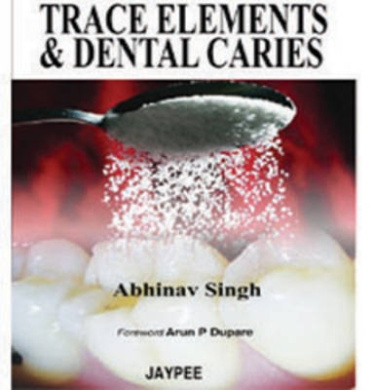 TRACE ELEMENTS
& DENTAL CARIES
Abhinav Singh
Foreword Arun P Dupare
JAYPEE